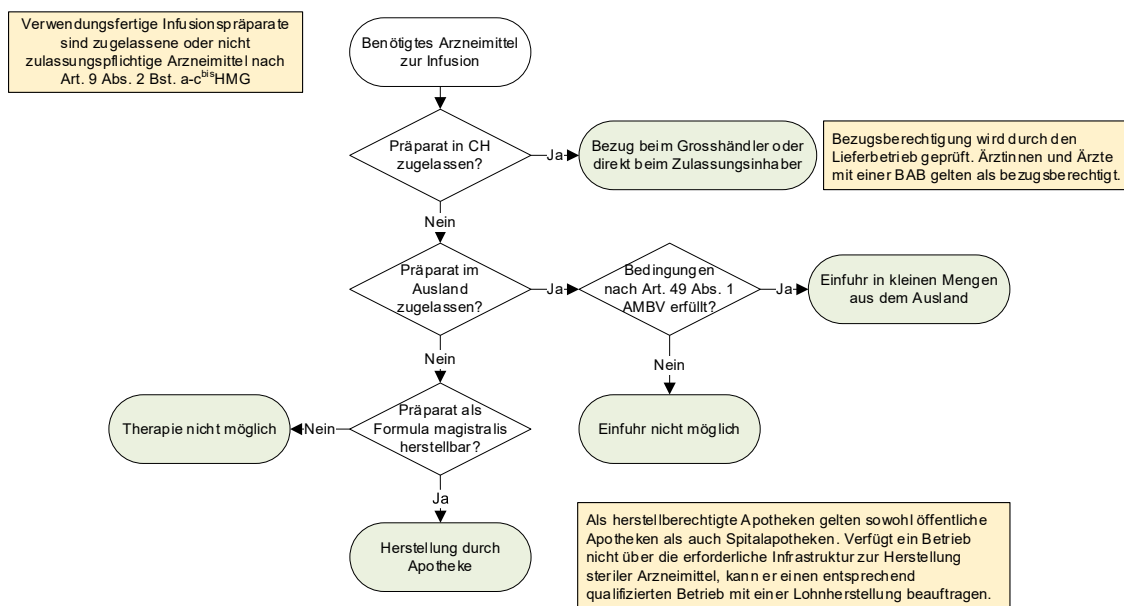 Verwendungsfertige Infusionspräparate
sind zugelassene oder nicht
zulassungspflichtige Arzneimittel nach
Art. 9 Abs. 2 Bst. a-cbisHMG
Benötigtes Arzneimittel
zur Infusion
Präparat in CH
zugelassen?
Ja
Bezug beim Grosshändler oder
direkt beim Zulassungsinhaber
Bezugsberechtigung wird durch den
Lieferbetrieb geprüft. Ärztinnen und Ärzte
mit einer BAB gelten als bezugsberechtigt.
Nein
Präparat im
Ausland
zugelassen?
Ja
Bedingungen
nach Art. 49 Abs. 1
AMBV erfüllt?
Ja
Einfuhr in kleinen Mengen
aus dem Ausland
Nein
Nein
Präparat als
Formula magistralis
herstellbar?
Nein
Therapie nicht möglich
Einfuhr nicht möglich
Ja
Herstellung durch
Apotheke
Als herstellberechtigte Apotheken gelten sowohl öffentliche
Apotheken als auch Spitalapotheken. Verfügt ein Betrieb
nicht über die erforderliche Infrastruktur zur Herstellung
steriler Arzneimittel, kann er einen entsprechend
qualifizierten Betrieb mit einer Lohnherstellung beauftragen.